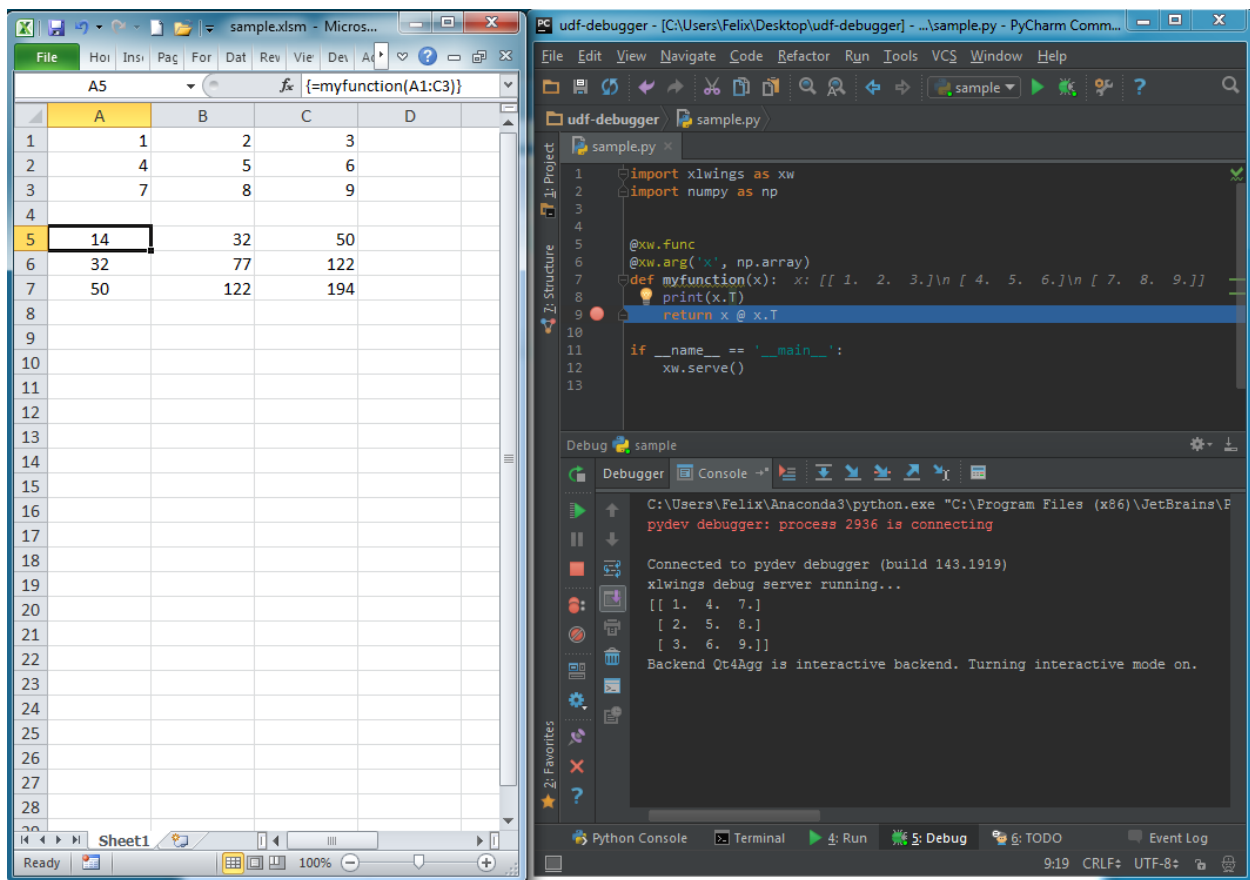 sample.xlsm - Micros...
File Hoı Insı Pag For Dat Rev Vie Dev Ac
A5 fx {=myfunction(A1:C3)}
A B C D
1 1 2 3
2 4 5 6
3 7 8 9
4
5 14 32 50
6 32 77 122
7 50 122 194
8
9
10
11
12
13
14
15
16
17
18
19
20
21
22
23
24
25
26
27
28
Sheet1
Ready 100%
PC udf-debugger - [C:\Users\Felix\Desktop\udf-debugger] - ...\sample.py - PyCharm Comm...
File Edit View Navigate Code Refactor Run Tools VCS Window Help
sample
udf-debugger sample.py
1: Project
7: Structure
2: Favorites
sample.py
1 import xlwings as xw
2 import numpy as np
3
4
5 @xw.func
6 @xw.arg('x', np.array)
7 def myfunction(x): x: [[ 1. 2. 3.]\n [ 4. 5. 6.]\n [ 7. 8. 9.]]
8 print(x.T)
9 return x @ x.T
10
11 if __name__ == '__main__':
12 xw.serve()
13
Debug sample
Debugger Console
C:\Users\Felix\Anaconda3\python.exe "C:\Program Files (x86)\JetBrains\P
pydev debugger: process 2936 is connecting
Connected to pydev debugger (build 143.1919)
xlwings debug server running...
[[ 1. 4. 7.]
[ 2. 5. 8.]
[ 3. 6. 9.]]
Backend Qt4Agg is interactive backend. Turning interactive mode on.
Python Console Terminal 4: Run 5: Debug 6: TODO Event Log
9:19 CRLF UTF-8